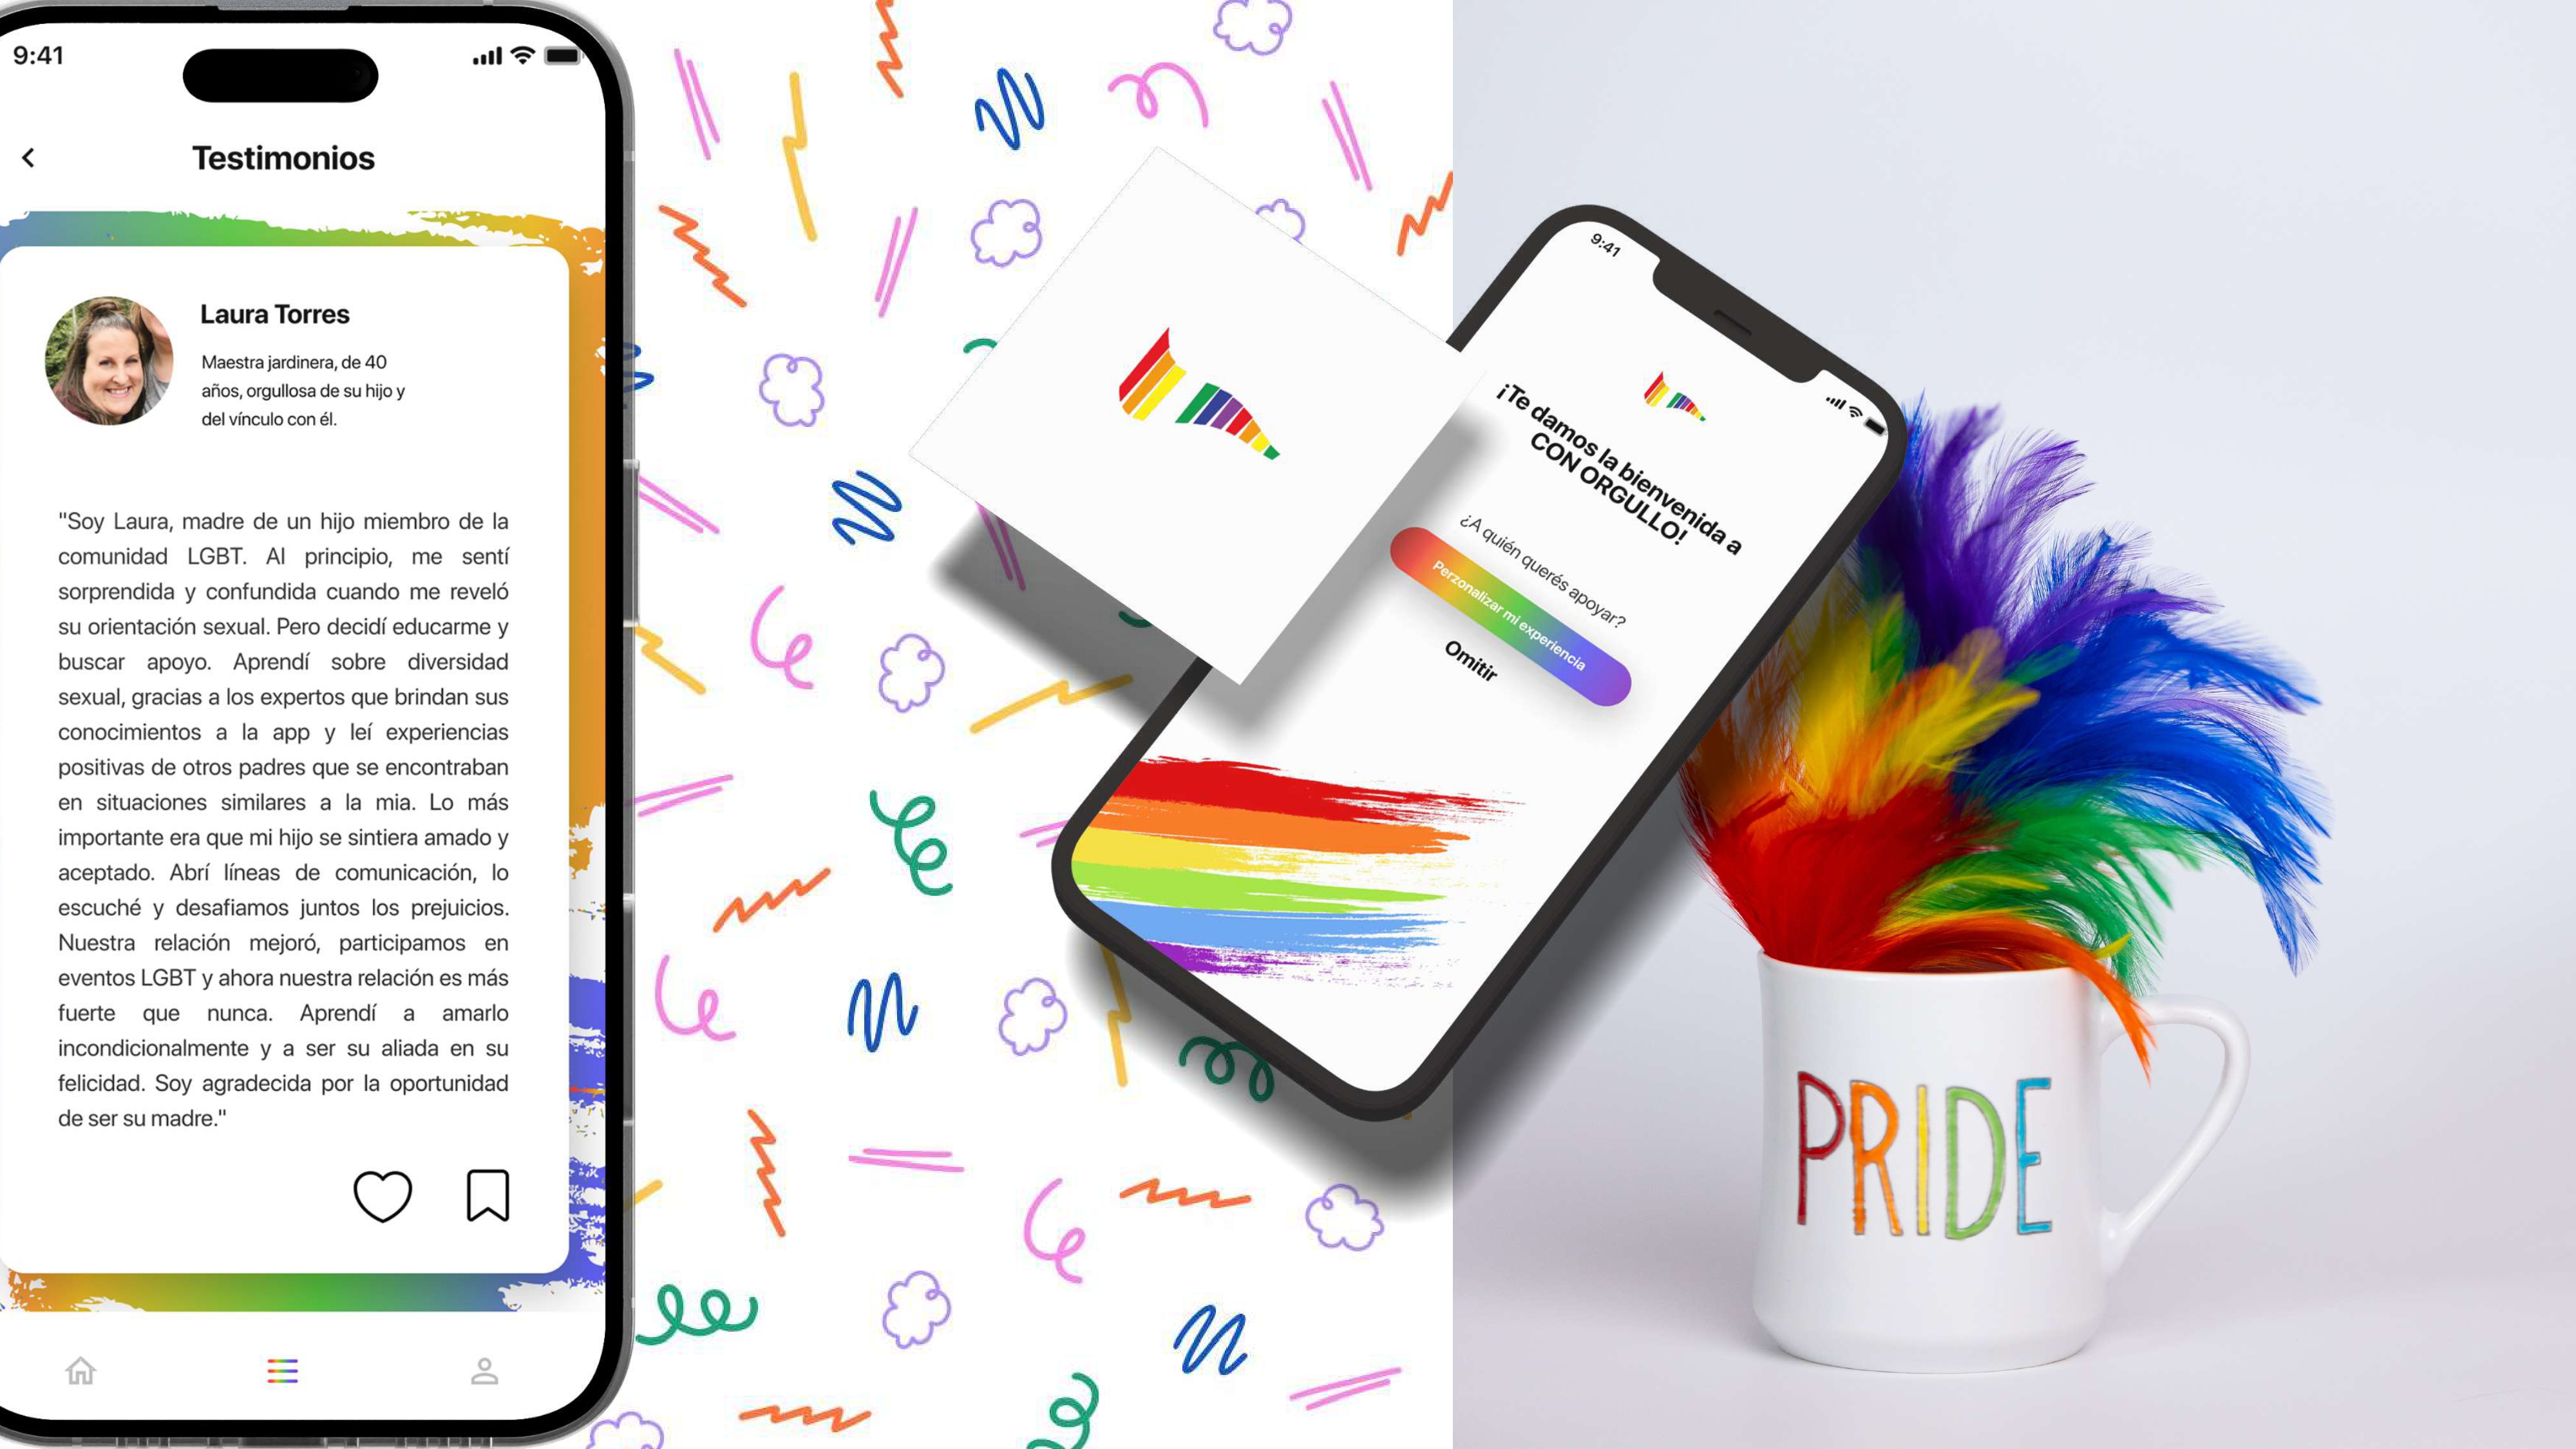 9:41
Testimonios
Laura Torres
Maestra jardinera, de 40
años, orgullosa de su hijo y
del vínculo con él.
"Soy Laura, madre de un hijo miembro de la
comunidad LGBT. Al principio, me sentí
sorprendida y confundida cuando me reveló
su orientación sexual. Pero decidí educarme y
buscar apoyo. Aprendí sobre diversidad
sexual, gracias a los expertos que brindan sus
conocimientos a la app y leí experiencias
positivas de otros padres que se encontraban
en situaciones similares a la mia. Lo más
importante era que mi hijo se sintiera amado y
aceptado. Abrí líneas de comunicación, lo
escuché y desafiamos juntos los prejuicios.
Nuestra relación mejoró, participamos en
eventos LGBT y ahora nuestra relación es más
fuerte que nunca. Aprendí a amarlo
incondicionalmente y a ser su aliada en su
felicidad. Soy agradecida por la oportunidad
de ser su madre."
9:41
¡Te damos la bienvenida a
CON ORGULLO!
¿A quién querés apoyar?
Perzonalizar mi experiencia
Omitir
PRIDE